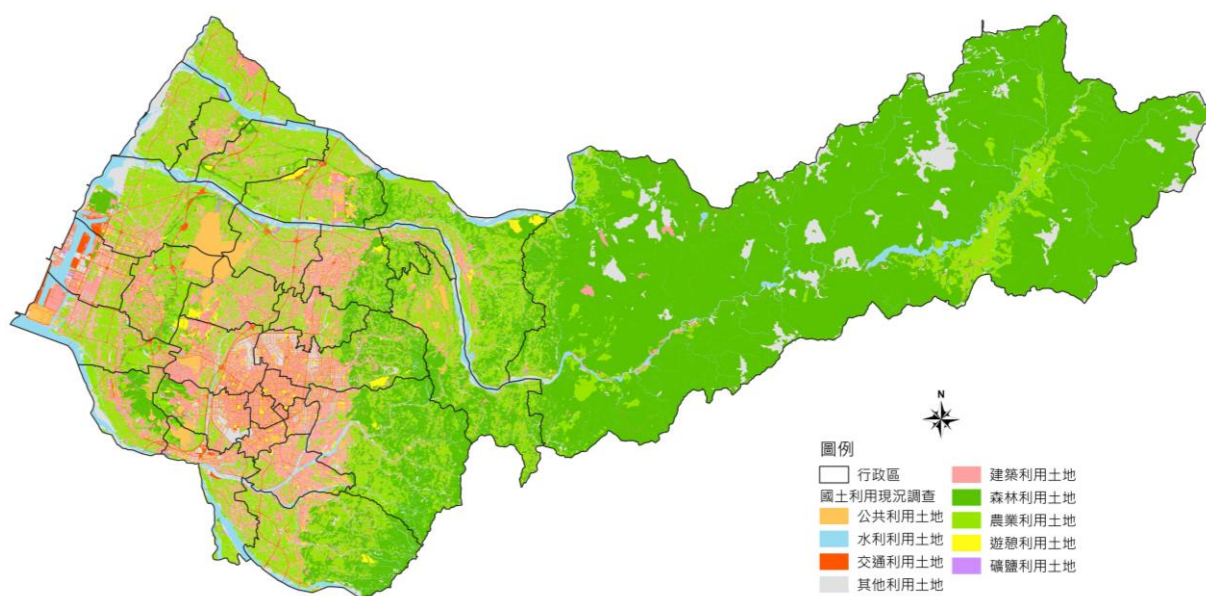 N
圖例
行政區
國土利用現況調查
公共利用土地
水利利用土地
交通利用土地
其他利用土地
建築利用土地
森林利用土地
農業利用土地
遊憩利用土地
礦鹽利用土地